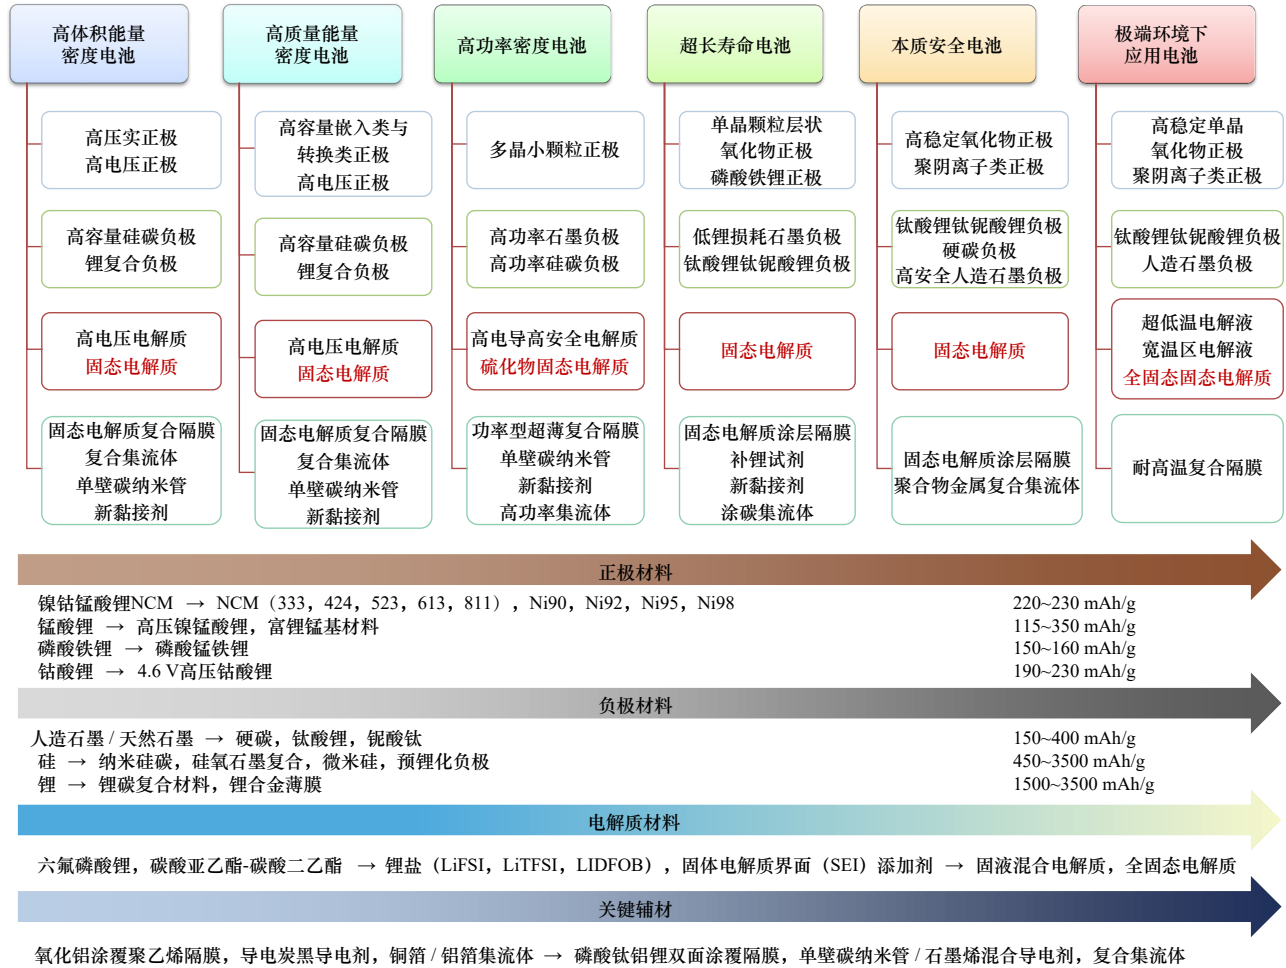 高体积能量
密度电池
高压实正极
高电压正极
高容量硅碳负极
锂复合负极
高电压电解质
固态电解质
固态电解质复合隔膜
复合集流体
单壁碳纳米管
新黏接剂
高质量能量
密度电池
高容量嵌入类与
转换类正极
高电压正极
高容量硅碳负极
锂复合负极
高电压电解质
固态电解质
固态电解质复合隔膜
复合集流体
单壁碳纳米管
新黏接剂
高功率密度电池
多晶小颗粒正极
高功率石墨负极
高功率硅碳负极
高电导高安全电解质
硫化物固态电解质
功率型超薄复合隔膜
单壁碳纳米管
新黏接剂
高功率集流体
超长寿命电池
单晶颗粒层状
氧化物正极
磷酸铁锂正极
低锂损耗石墨负极
钛酸锂钛铌酸锂负极
固态电解质
固态电解质涂层隔膜
补锂试剂
新黏接剂
涂碳集流体
本质安全电池
高稳定氧化物正极
聚阴离子类正极
钛酸锂钛铌酸锂负极
硬碳负极
高安全人造石墨负极
固态电解质
固态电解质涂层隔膜
聚合物金属复合集流体
极端环境下
应用电池
高稳定单晶
氧化物正极
聚阴离子类正极
钛酸锂钛铌酸锂负极
人造石墨负极
超低温电解液
宽温区电解液
全固态固态电解质
耐高温复合隔膜
正极材料
镍钴锰酸锂NCM → NCM（333，424，523，613，811），Ni90，Ni92，Ni95，Ni98 220~230 mAh/g
锰酸锂 → 高压镍锰酸锂，富锂锰基材料 115~350 mAh/g
磷酸铁锂 → 磷酸锰铁锂 150~160 mAh/g
钴酸锂 → 4.6 V高压钴酸锂 190~230 mAh/g
负极材料
人造石墨 / 天然石墨 → 硬碳，钛酸锂，铌酸钛 150~400 mAh/g
硅 → 纳米硅碳，硅氧石墨复合，微米硅，预锂化负极 450~3500 mAh/g
锂 → 锂碳复合材料，锂合金薄膜 1500~3500 mAh/g
电解质材料
六氟磷酸锂，碳酸亚乙酯-碳酸二乙酯 → 锂盐（LiFSI，LiTFSI，LIDFOB），固体电解质界面（SEI）添加剂 → 固液混合电解质，全固态电解质
关键辅材
氧化铝涂覆聚乙烯隔膜，导电炭黑导电剂，铜箔 / 铝箔集流体 → 磷酸钛铝锂双面涂覆隔膜，单壁碳纳米管 / 石墨烯混合导电剂，复合集流体